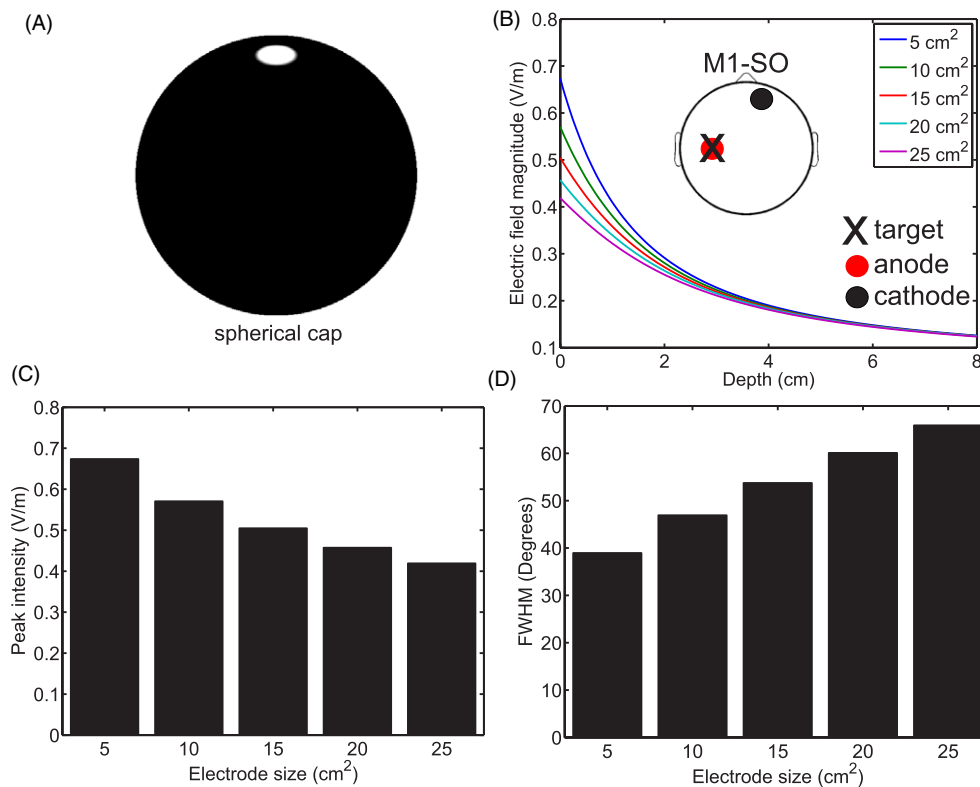 (A)
spherical cap
(B)
Electric field magnitude (V/m)
0.8
0.7
0.6
0.5
0.4
0.3
0.2
0.1
0 2 4 6 8
Depth (cm)
M1-SO
X
5 cm²
10 cm²
15 cm²
20 cm²
25 cm²
X target
anode
cathode
(C)
Peak intensity (V/m)
0.8
0.7
0.6
0.5
0.4
0.3
0.2
0.1
0
5 10 15 20 25
Electrode size (cm²)
(D)
FWHM (Degrees)
70
60
50
40
30
20
10
0
5 10 15 20 25
Electrode size (cm²)